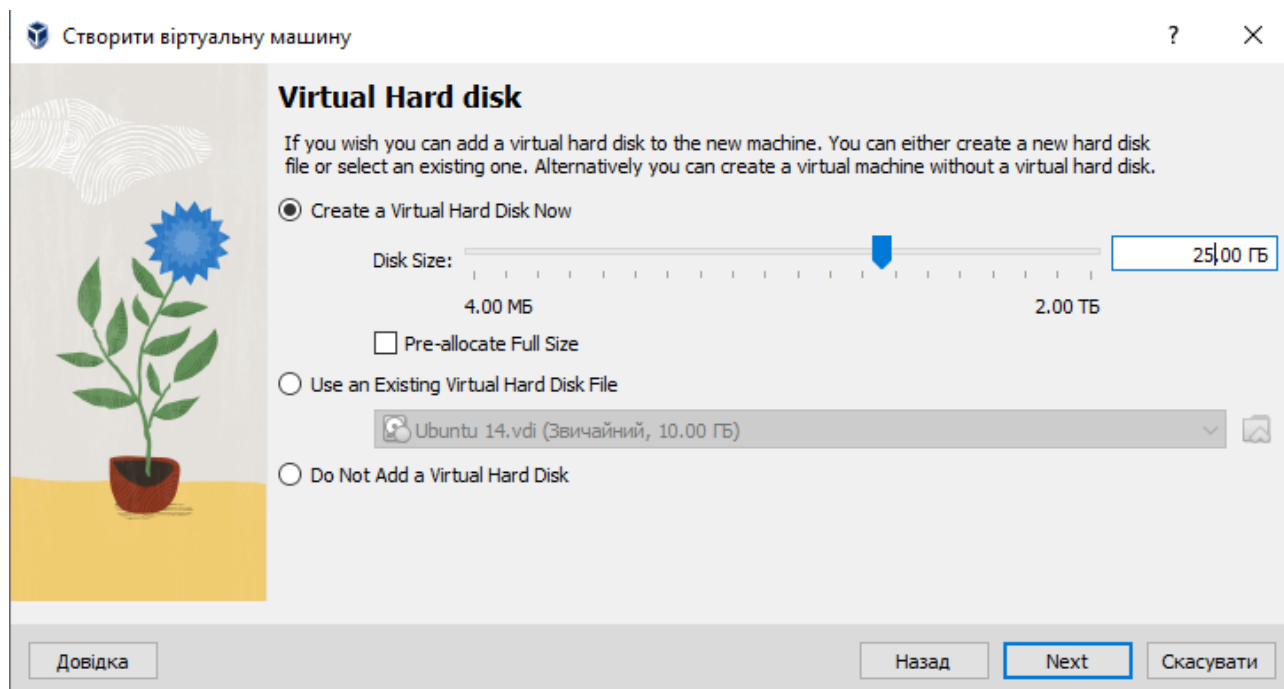 Створити віртуальну машину
?
Virtual Hard disk
If you wish you can add a virtual hard disk to the new machine. You can either create a new hard disk
file or select an existing one. Alternatively you can create a virtual machine without a virtual hard disk.
Create a Virtual Hard Disk Now
Disk Size:
25.00 ГБ
4.00 МБ
2.00 ТБ
Pre-allocate Full Size
Use an Existing Virtual Hard Disk File
Ubuntu 14.vdi (Звичайний, 10.00 ГБ)
Do Not Add a Virtual Hard Disk
Довідка
Назад
Next
Скасувати